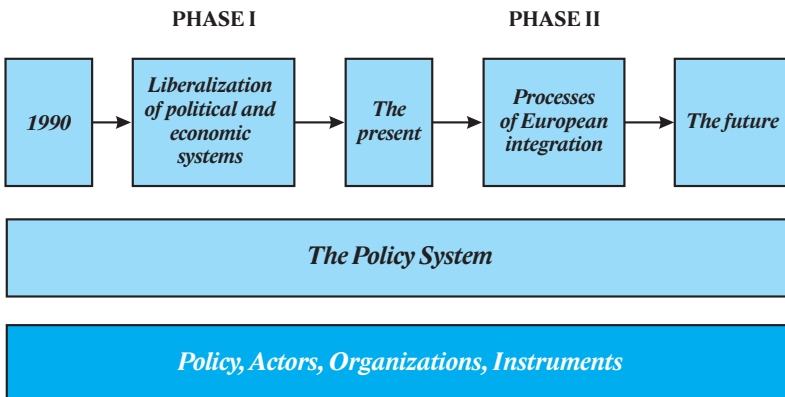 PHASE I
PHASE II
1990
Liberalization
of political and
economic
systems
The
present
Processes
of European
integration
The future
The Policy System
Policy, Actors, Organizations, Instruments